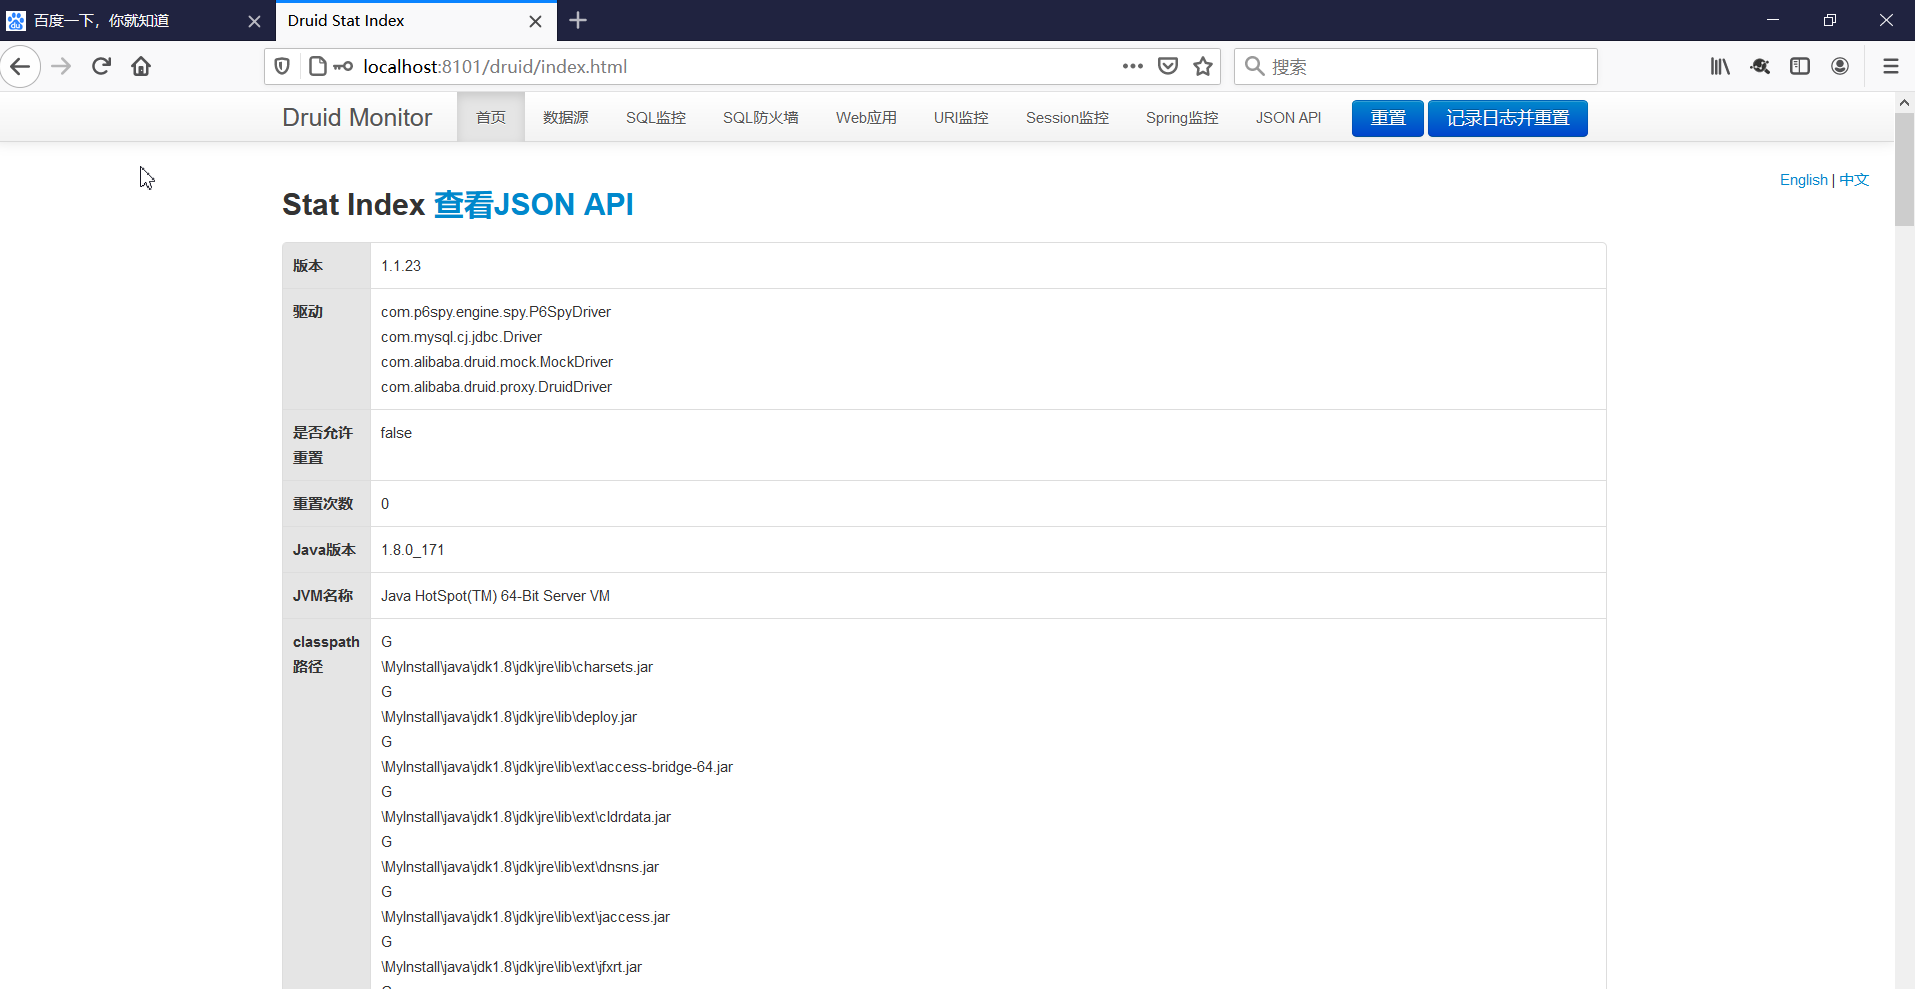 百度一下，你就知道
Druid Stat Index
localhost:8101/druid/index.html
搜索
Druid Monitor
首页
数据源
SQL监控
SQL防火墙
Web应用
URI监控
Session监控
Spring监控
JSON API
重置
记录日志并重置
English | 中文
Stat Index 查看JSON API
版本
1.1.23
驱动
com.p6spy.engine.spy.P6SpyDriver
com.mysql.cj.jdbc.Driver
com.alibaba.druid.mock.MockDriver
com.alibaba.druid.proxy.DruidDriver
是否允许
重置
false
重置次数
0
Java版本
1.8.0_171
JVM名称
Java HotSpot(TM) 64-Bit Server VM
classpath
路径
G
\MyInstall\java\jdk1.8\jdk\jre\lib\charsets.jar
G
\MyInstall\java\jdk1.8\jdk\jre\lib\deploy.jar
G
\MyInstall\java\jdk1.8\jdk\jre\lib\ext\access-bridge-64.jar
G
\MyInstall\java\jdk1.8\jdk\jre\lib\ext\cldrdata.jar
G
\MyInstall\java\jdk1.8\jdk\jre\lib\ext\dnsns.jar
G
\MyInstall\java\jdk1.8\jdk\jre\lib\ext\jaccess.jar
G
\MyInstall\java\jdk1.8\jdk\jre\lib\ext\jfxrt.jar